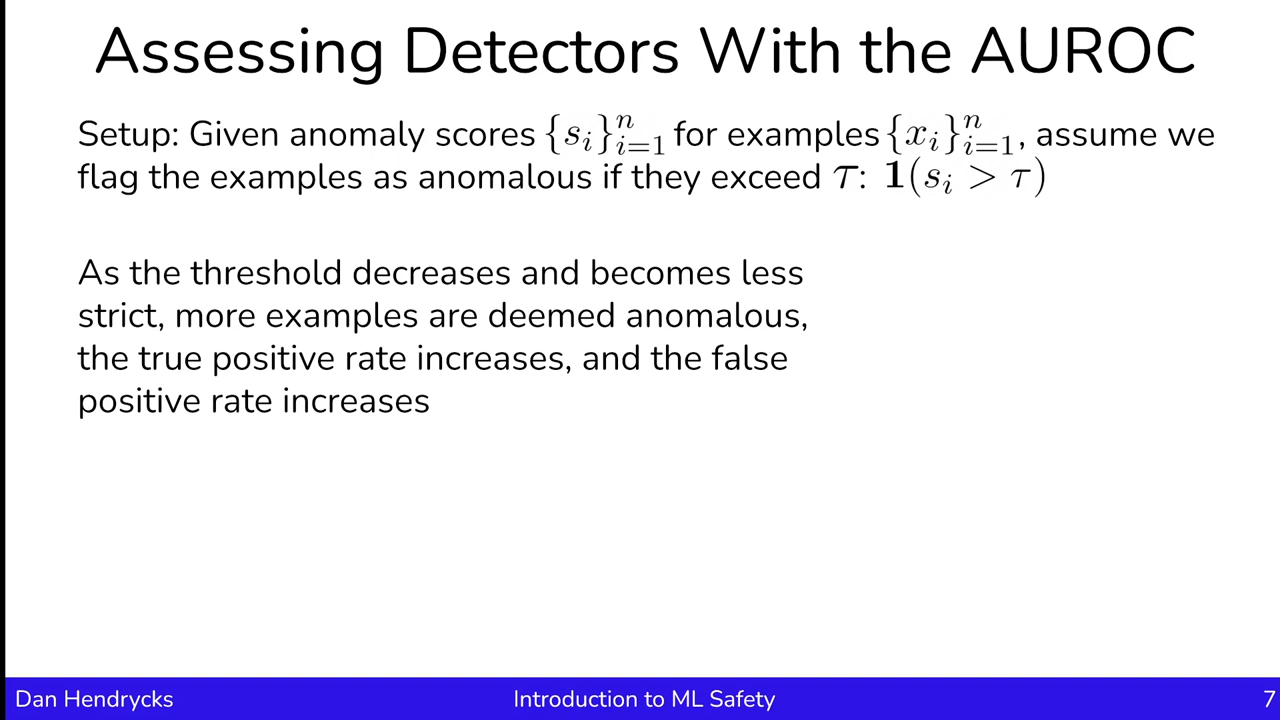 Assessing Detectors With the AUROC
Setup: Given anomaly scores $\{s_i\}_{i=1}^n$ for examples $\{x_i\}_{i=1}^n$, assume we
flag the examples as anomalous if they exceed $\tau$: $\mathbf{1}(s_i > \tau)$
As the threshold decreases and becomes less
strict, more examples are deemed anomalous,
the true positive rate increases, and the false
positive rate increases
Dan Hendrycks
Introduction to ML Safety
7